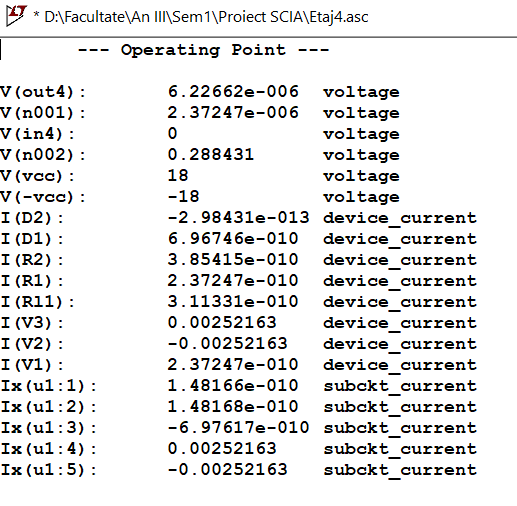 * D:\Facultate\An III\Sem1\Proiect SCIA\Etaj4.asc
--- Operating Point ---
V(out4): 6.22662e-006 voltage
V(n001): 2.37247e-006 voltage
V(in4): 0 voltage
V(n002): 0.288431 voltage
V(vcc): 18 voltage
V(-vcc): -18 voltage
I(D2): -2.98431e-013 device_current
I(D1): 6.96746e-010 device_current
I(R2): 3.85415e-010 device_current
I(R1): 2.37247e-010 device_current
I(Rl1): 3.11331e-010 device_current
I(V3): 0.00252163 device_current
I(V2): -0.00252163 device_current
I(V1): 2.37247e-010 device_current
Ix(u1:1): 1.48166e-010 subckt_current
Ix(u1:2): 1.48168e-010 subckt_current
Ix(u1:3): -6.97617e-010 subckt_current
Ix(u1:4): 0.00252163 subckt_current
Ix(u1:5): -0.00252163 subckt_current